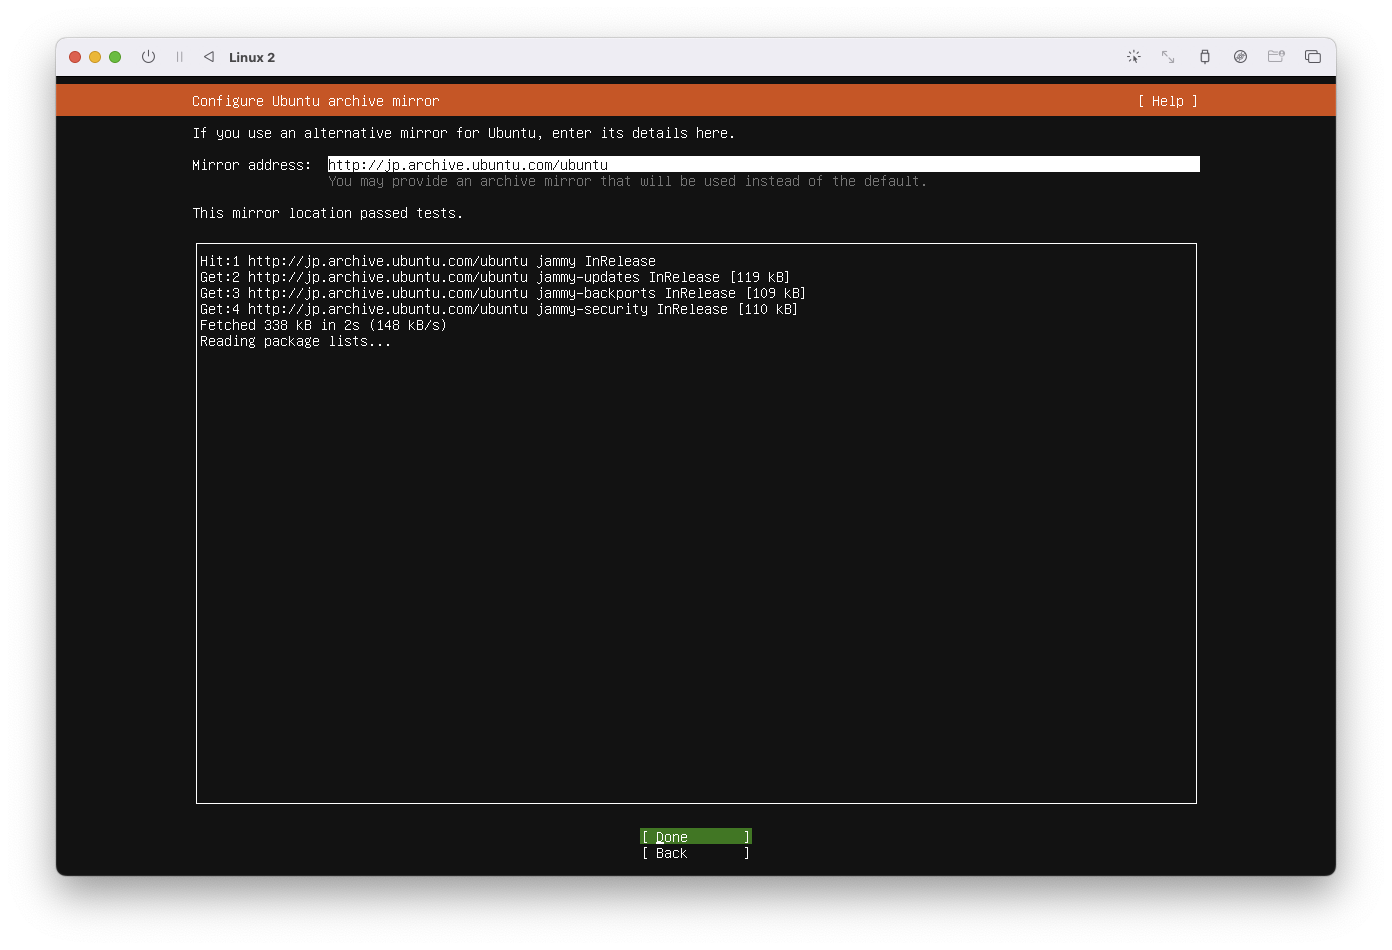 Linux 2
Configure Ubuntu archive mirror [ Help ]
If you use an alternative mirror for Ubuntu, enter its details here.
Mirror address: http://jp.archive.ubuntu.com/ubuntu
You may provide an archive mirror that will be used instead of the default.
This mirror location passed tests.
Hit:1 http://jp.archive.ubuntu.com/ubuntu jammy InRelease
Get:2 http://jp.archive.ubuntu.com/ubuntu jammy-updates InRelease [119 kB]
Get:3 http://jp.archive.ubuntu.com/ubuntu jammy-backports InRelease [109 kB]
Get:4 http://jp.archive.ubuntu.com/ubuntu jammy-security InRelease [110 kB]
Fetched 338 kB in 2s (148 kB/s)
Reading package lists...
[ Done ]
[ Back ]